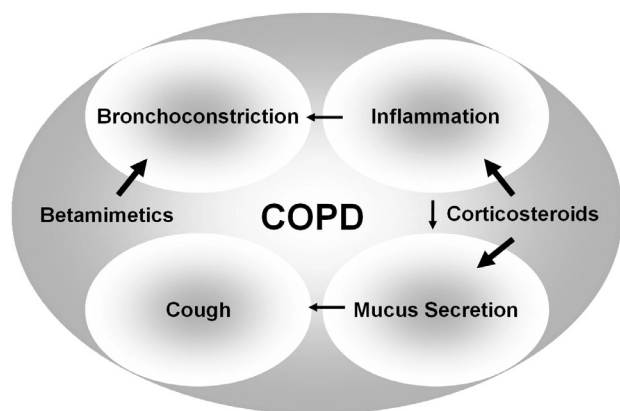 Bronchoconstriction
Inflammation
Betamimetics
COPD
Corticosteroids
Cough
Mucus Secretion